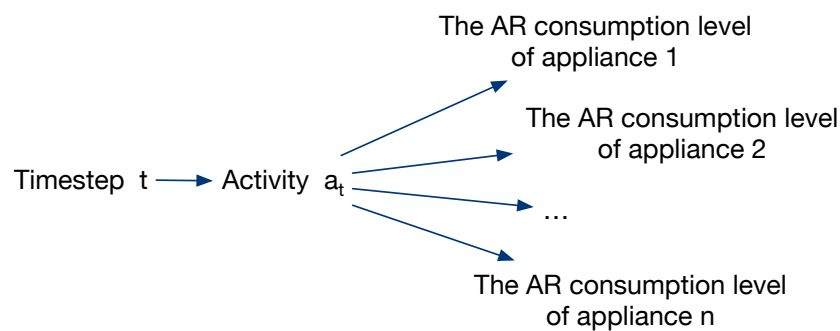 The AR consumption level
of appliance 1
The AR consumption level
of appliance 2
Timestep t
Activity aₜ
...
The AR consumption level
of appliance n